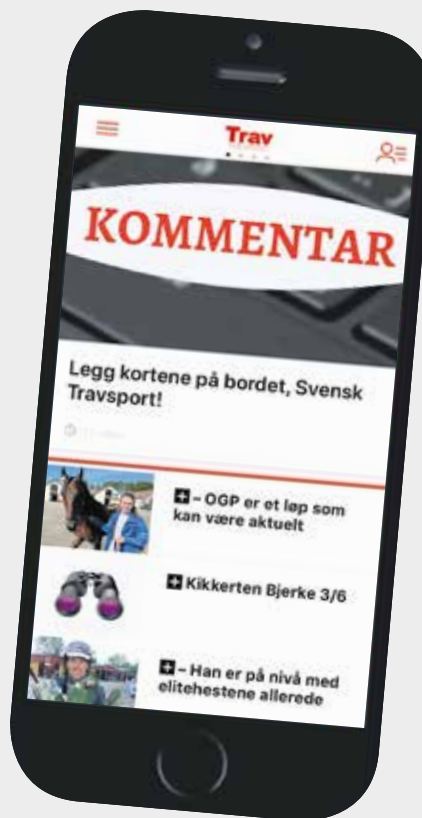 Trav
KOMMENTAR
Legg kortene på bordet, Svensk
Travsport!
+ – OGP er et løp som
kan være aktuelt
+ Kikkerten Bjerke 3/6
+ – Han er på nivå med
elitehestene allerede